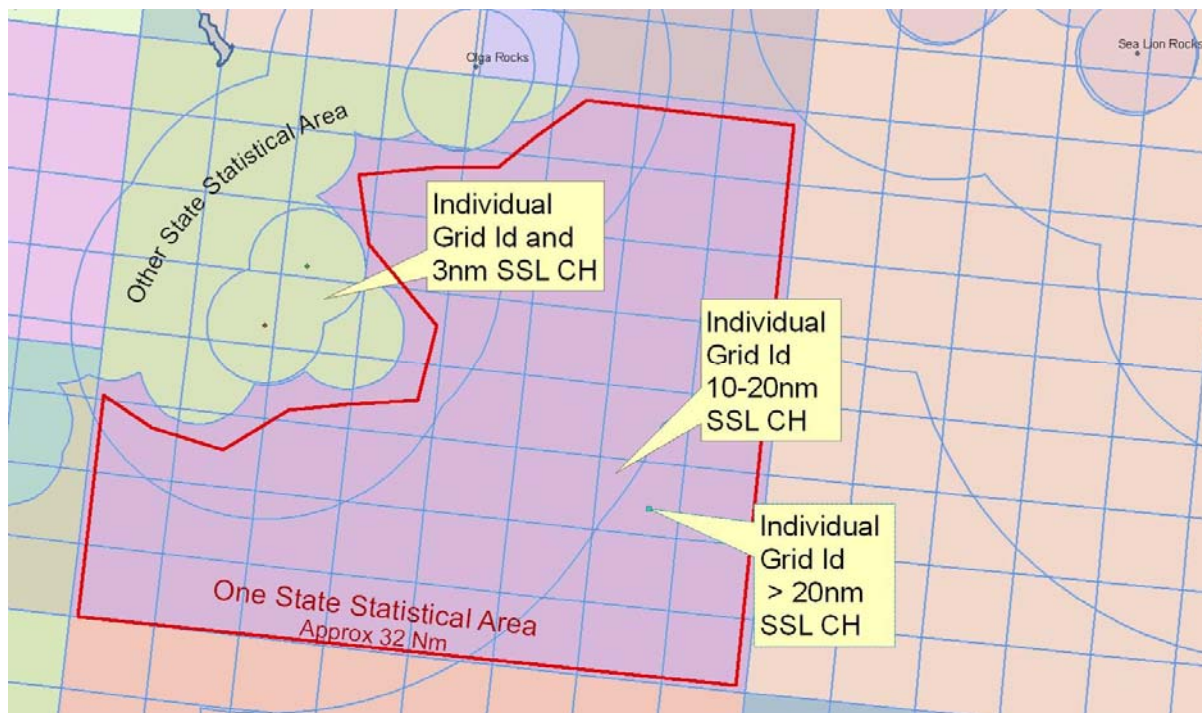 Olga Rocks
Sea Lion Rocks
Other State Statistical Area
Individual
Grid Id and
3nm SSL CH
Individual
Grid Id
10-20nm
SSL CH
Individual
Grid Id
> 20nm
SSL CH
One State Statistical Area
Approx 32 Nm